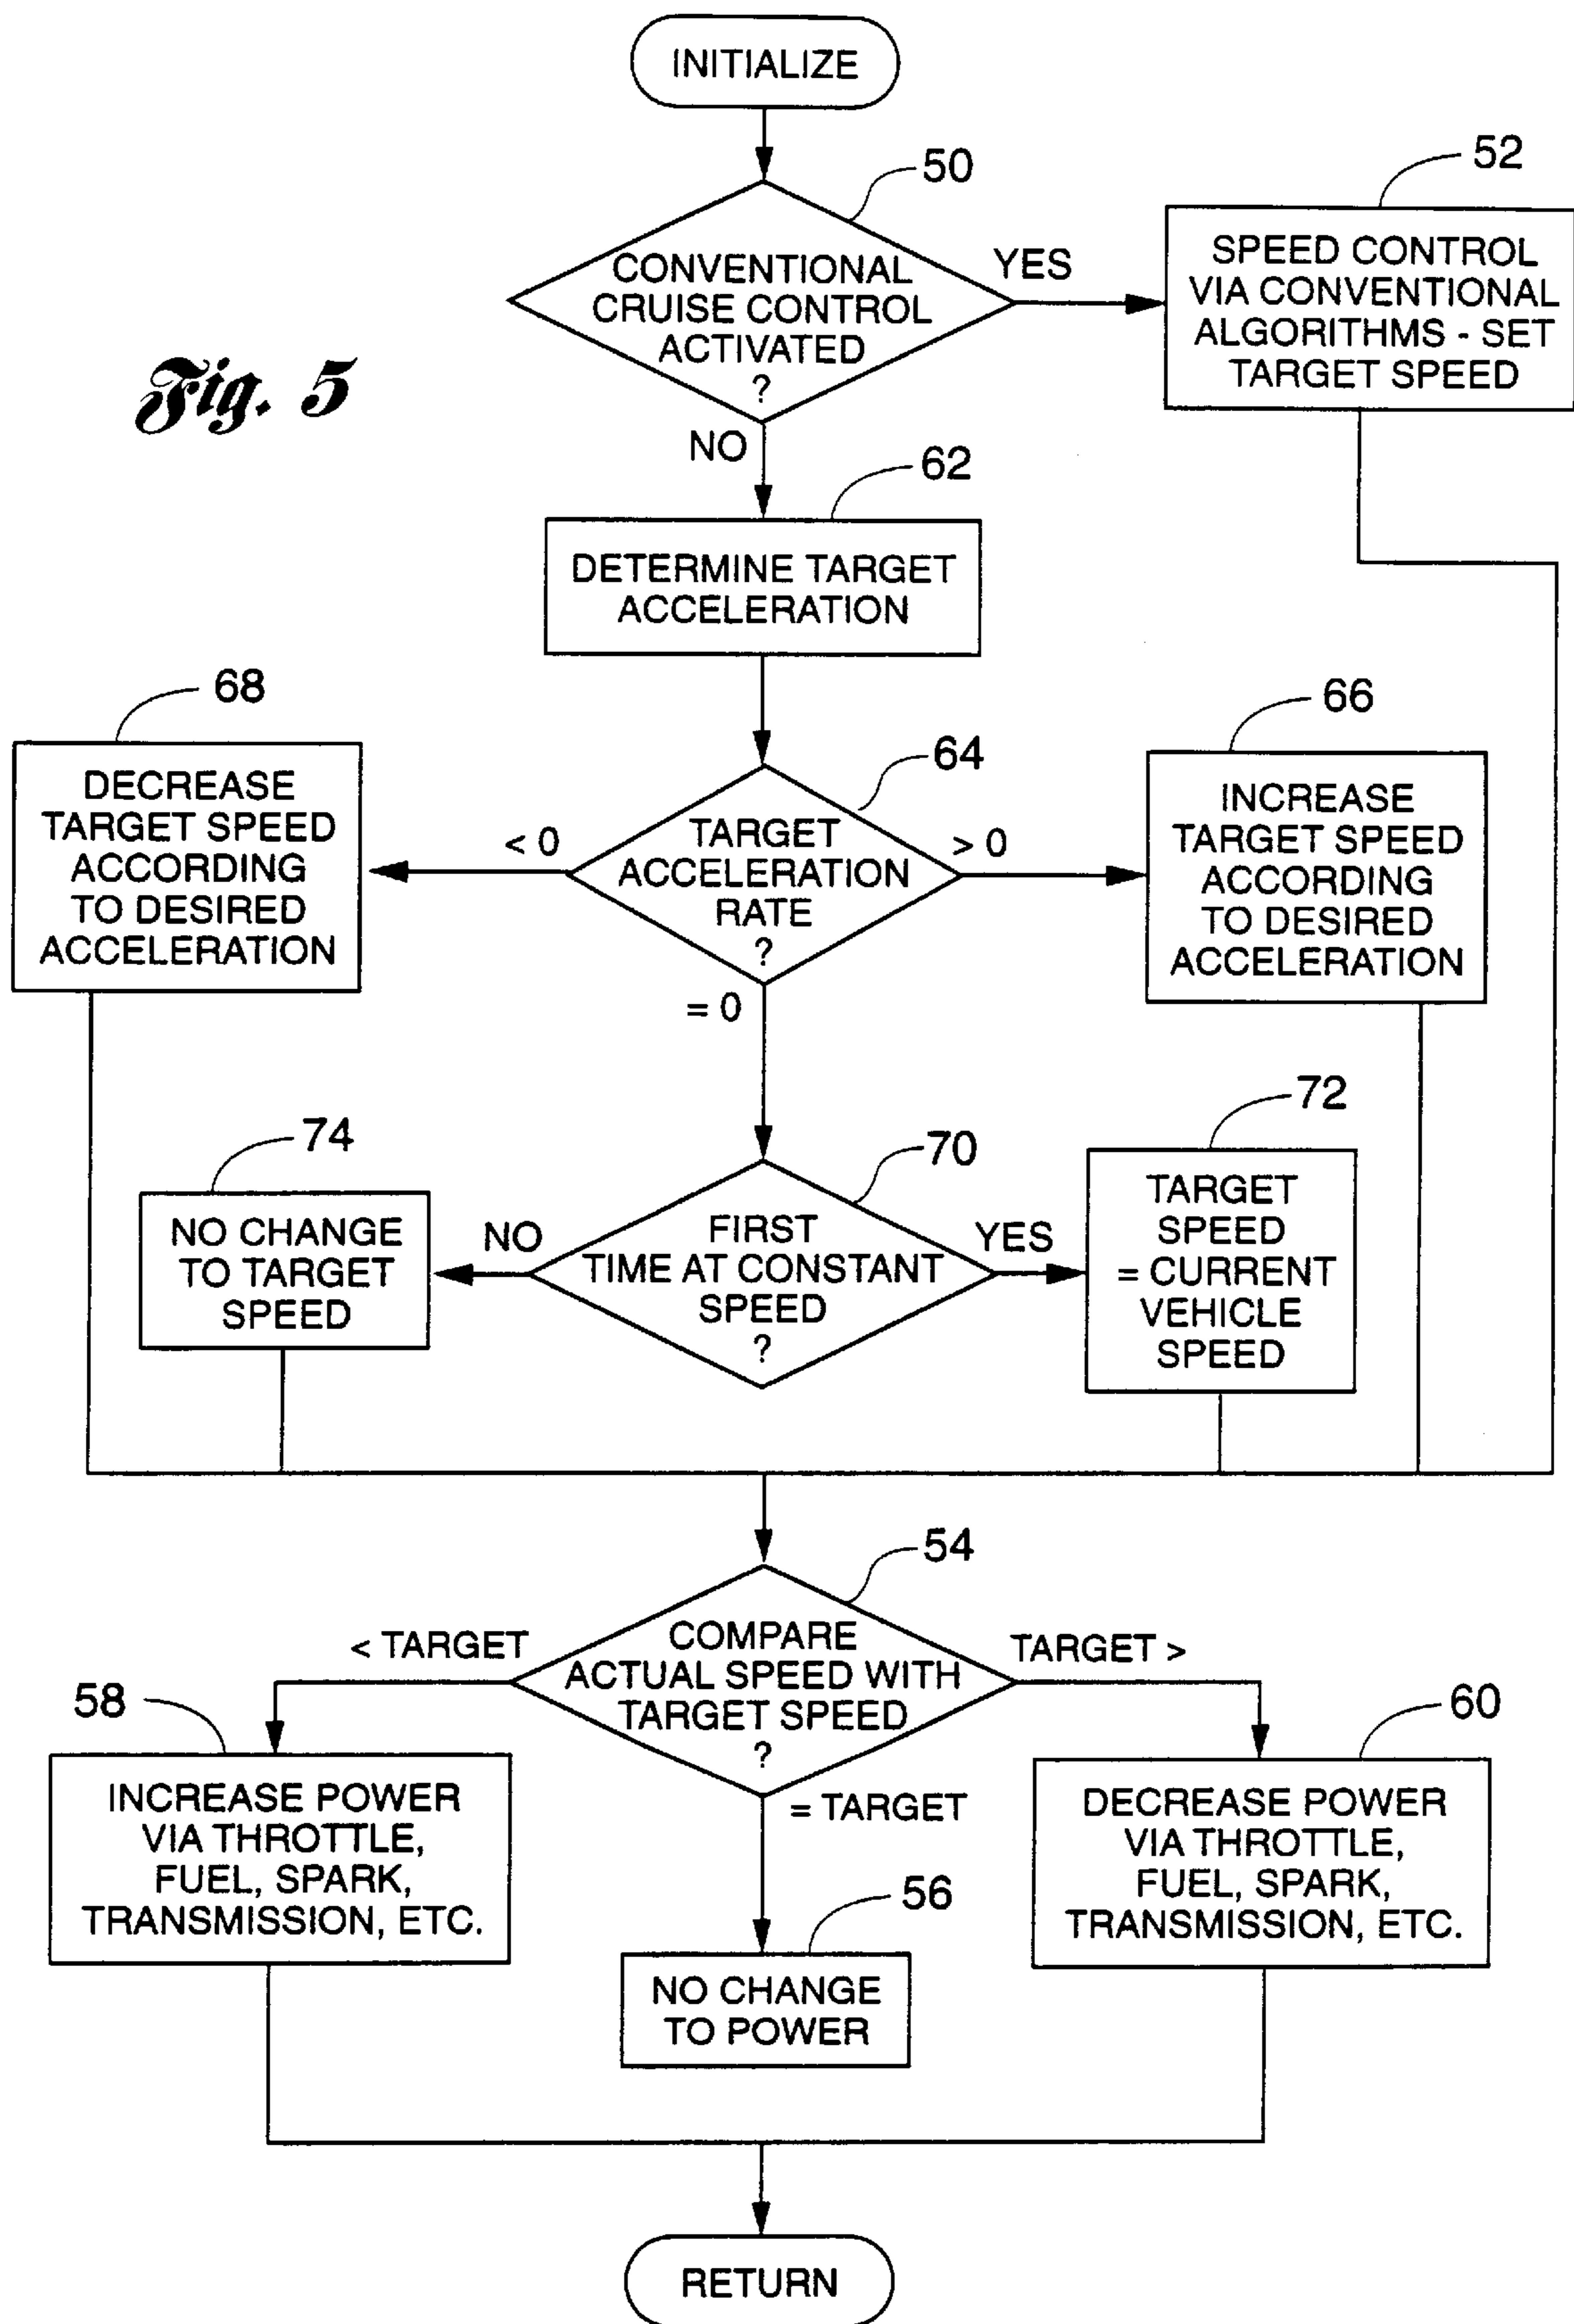 INITIALIZE
50
52
CONVENTIONAL
CRUISE CONTROL
ACTIVATED
?
YES
SPEED CONTROL
VIA CONVENTIONAL
ALGORITHMS - SET
TARGET SPEED
Fig. 5
NO
62
DETERMINE TARGET
ACCELERATION
68
DECREASE
TARGET SPEED
ACCORDING
TO DESIRED
ACCELERATION
64
< 0
TARGET
ACCELERATION
RATE
?
> 0
66
INCREASE
TARGET SPEED
ACCORDING
TO DESIRED
ACCELERATION
= 0
74
NO CHANGE
TO TARGET
SPEED
70
NO
FIRST
TIME AT CONSTANT
SPEED
?
YES
72
TARGET
SPEED
= CURRENT
VEHICLE
SPEED
54
< TARGET
COMPARE
ACTUAL SPEED WITH
TARGET SPEED
?
TARGET >
58
INCREASE POWER
VIA THROTTLE,
FUEL, SPARK,
TRANSMISSION, ETC.
= TARGET
56
NO CHANGE
TO POWER
60
DECREASE POWER
VIA THROTTLE,
FUEL, SPARK,
TRANSMISSION, ETC.
RETURN